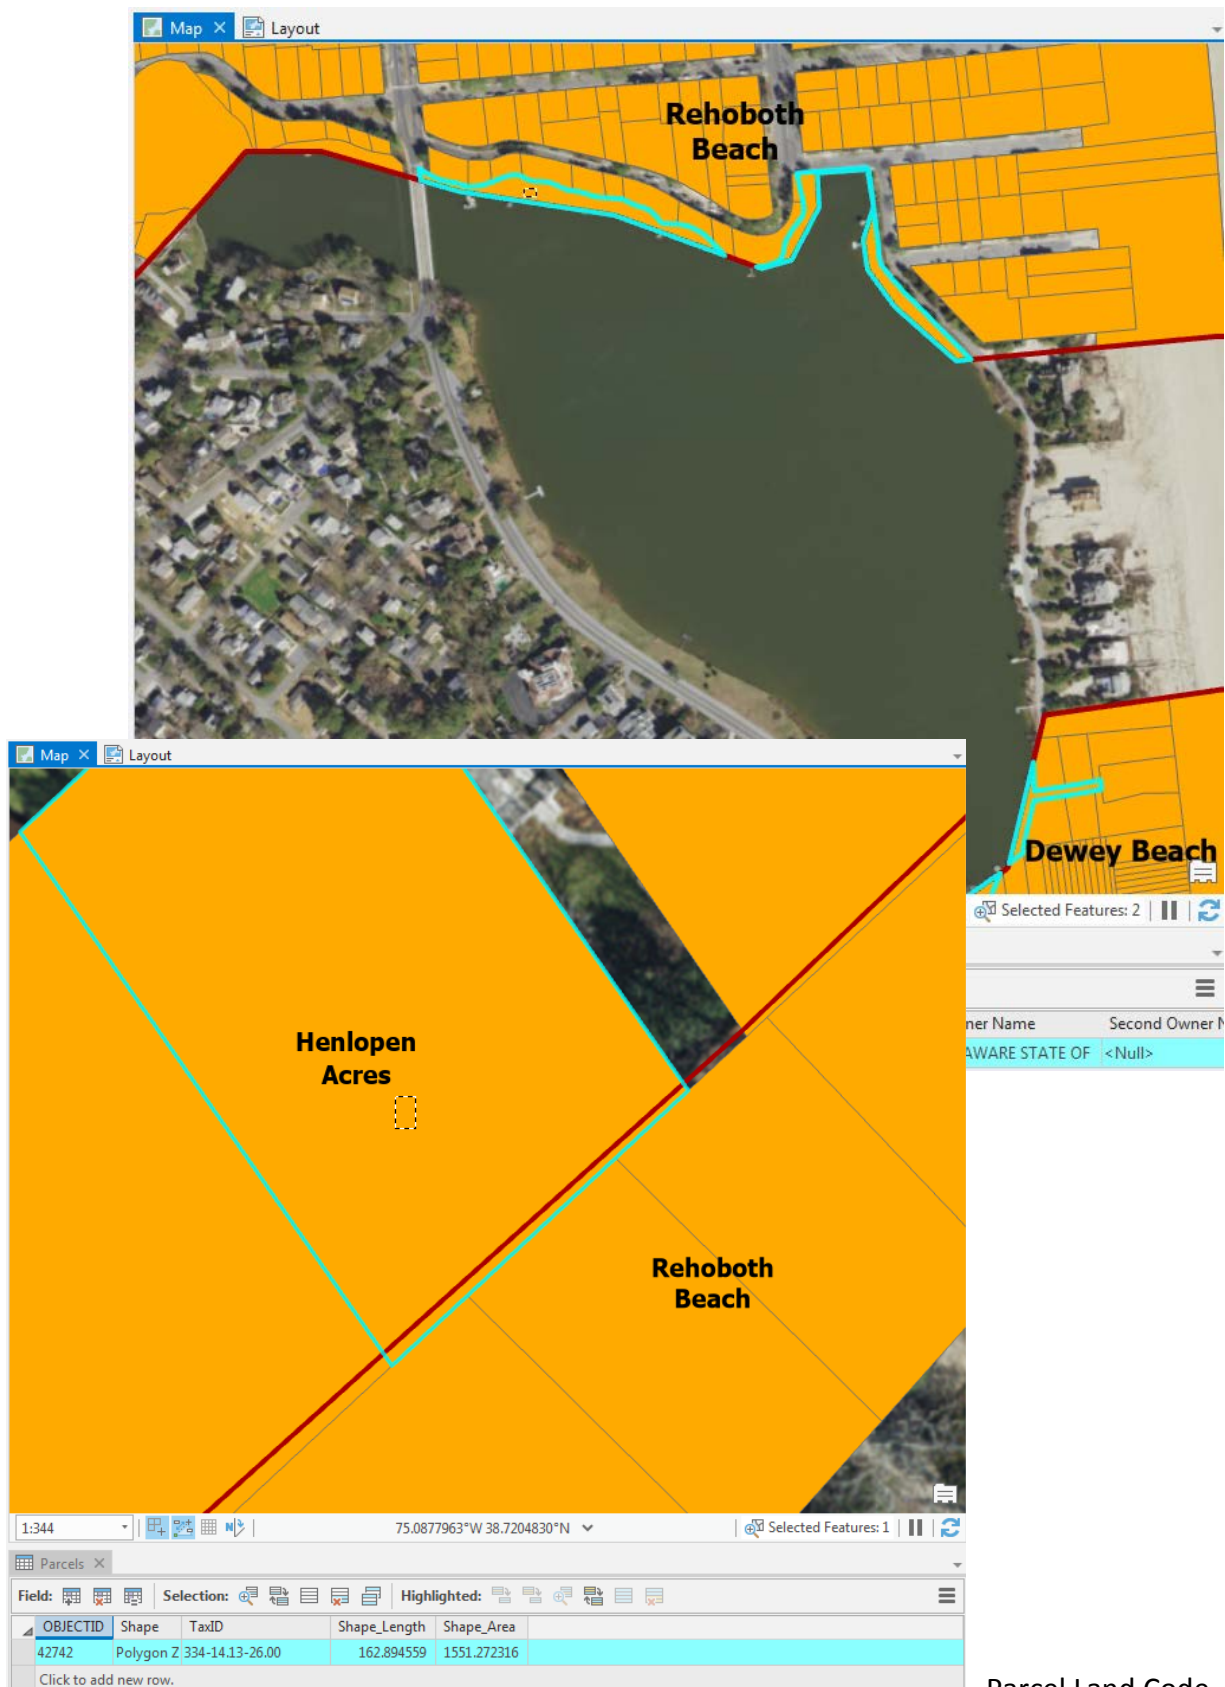 Map
Layout
Rehoboth
Beach
Dewey Beach
Selected Features: 2
ner Name Second Owner N
AWARE STATE OF <Null>
Map
Layout
Henlopen
Acres
Rehoboth
Beach
1:344
75.0877963°W 38.7204830°N
Selected Features: 1
Parcels
Field: Selection: Highlighted:
OBJECTID Shape TaxID Shape_Length Shape_Area
42742 Polygon Z 334-14.13-26.00 162.894559 1551.272316
Click to add new row.
Parcel Land Code